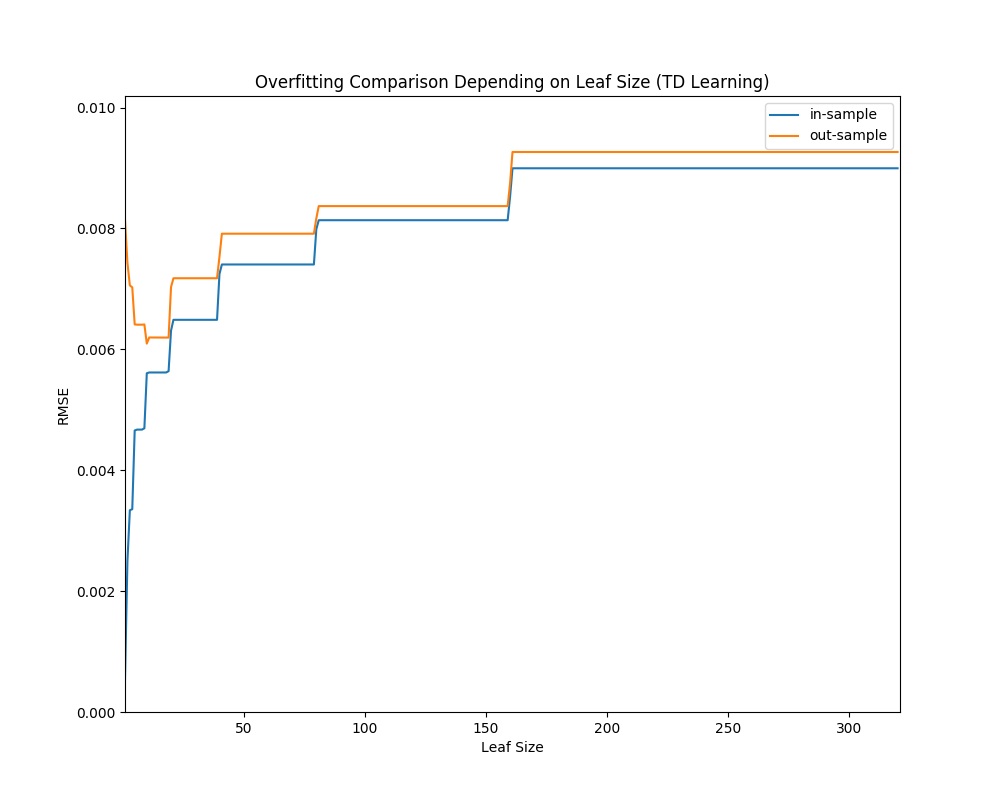 Overfitting Comparison Depending on Leaf Size (TD Learning)
in-sample
out-sample
0.010
0.008
0.006
0.004
0.002
0.000
RMSE
50
100
150
200
250
300
Leaf Size